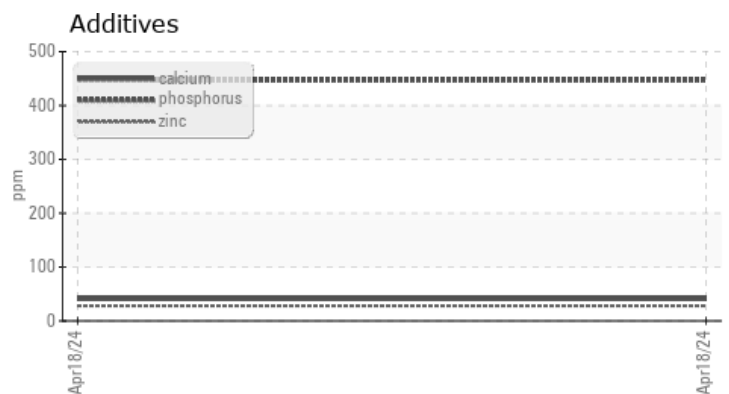 Additives
500
400
300
200
100
0
ppm
calcium
phosphorus
zinc
Apr18/24
Apr18/24